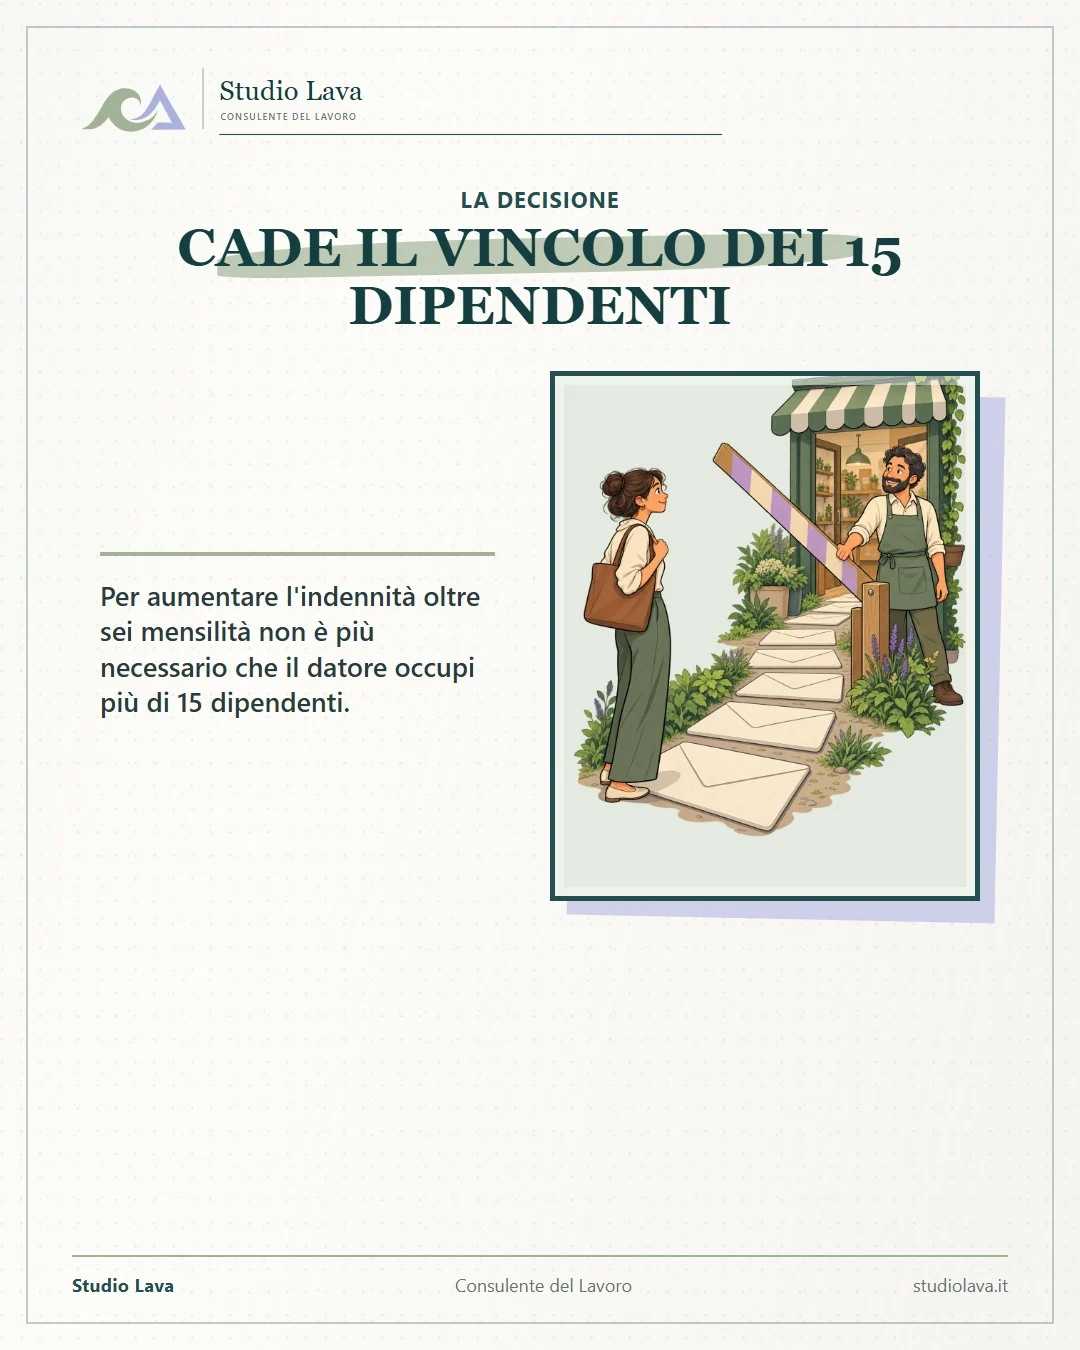 Studio Lava
CONSULENTE DEL LAVORO
LA DECISIONE
CADE IL VINCOLO DEI 15
DIPENDENTI
Per aumentare l'indennità oltre
sei mensilità non è più
necessario che il datore occupi
più di 15 dipendenti.
Studio Lava
Consulente del Lavoro
studiolava.it